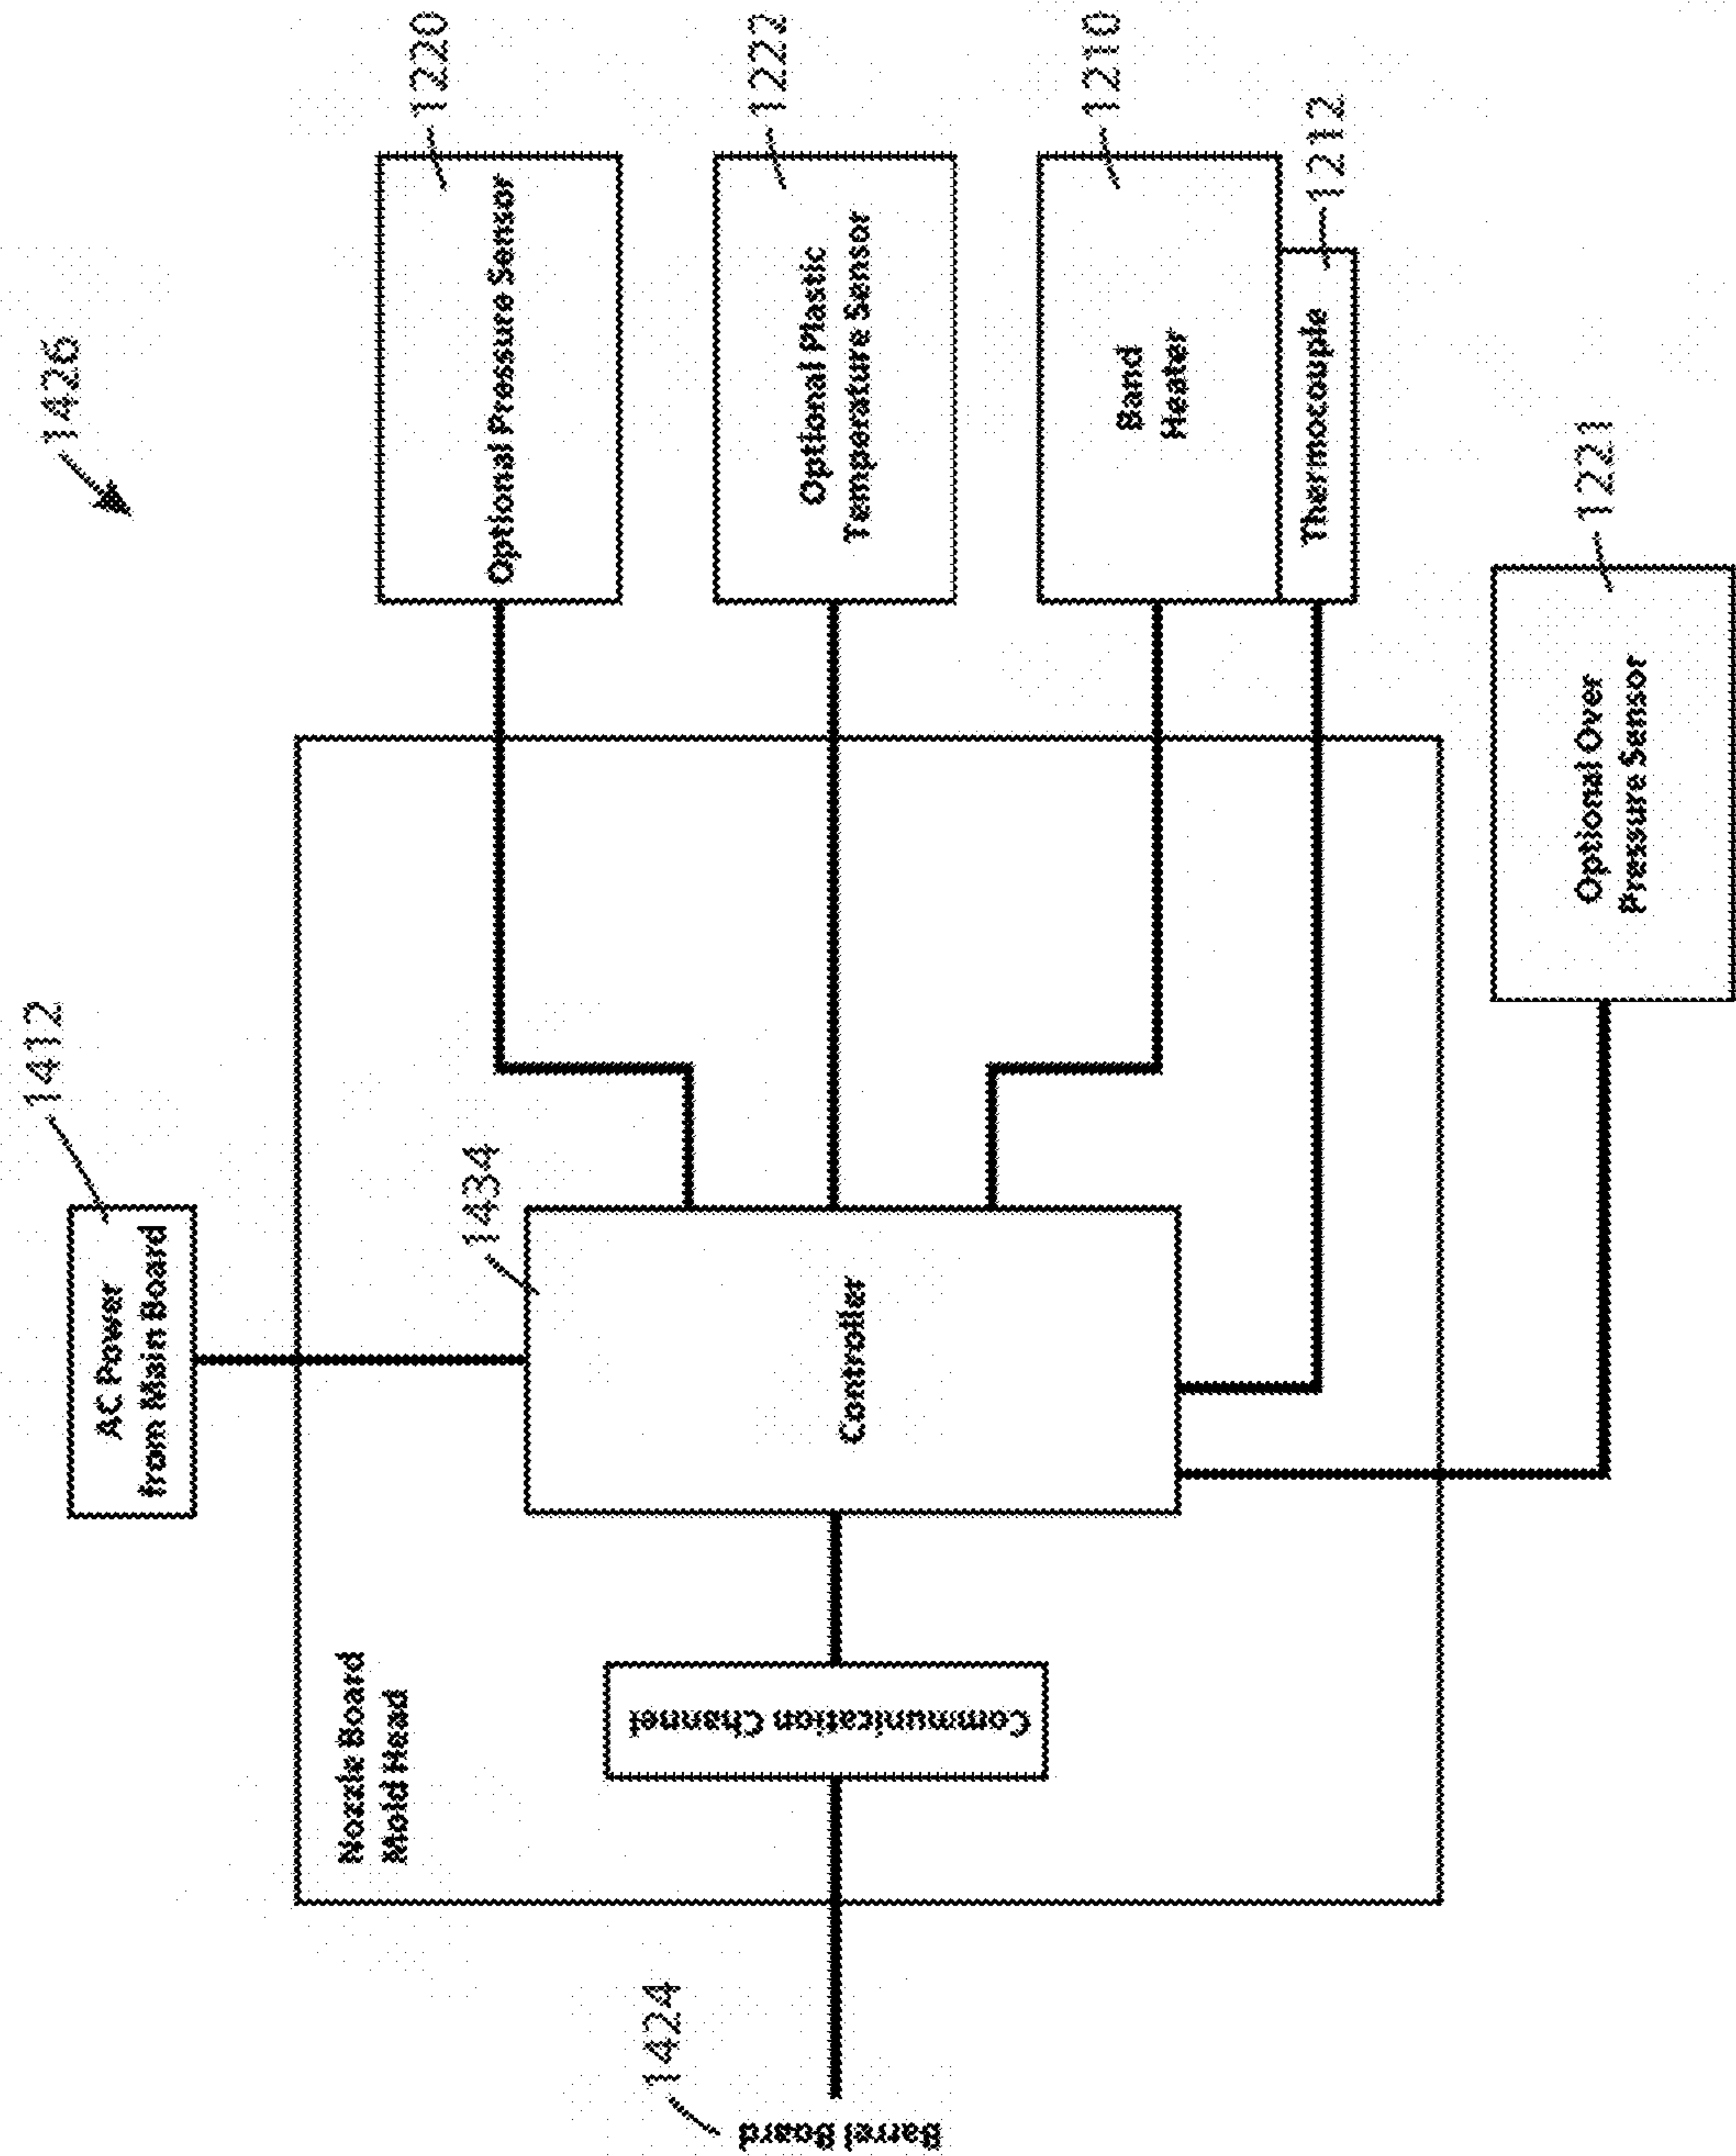 1426
1412
AC Power
from Main Board
1220
Optional Pressure Sensor
1222
Optional Plastic
Temperature Sensor
1210
Band
Heater
1212
Thermocouple
1221
Optional Over
Pressure Sensor
1434
Controller
Nozzle Board
Mold Head
Communication Channel
1424
Barrel Board